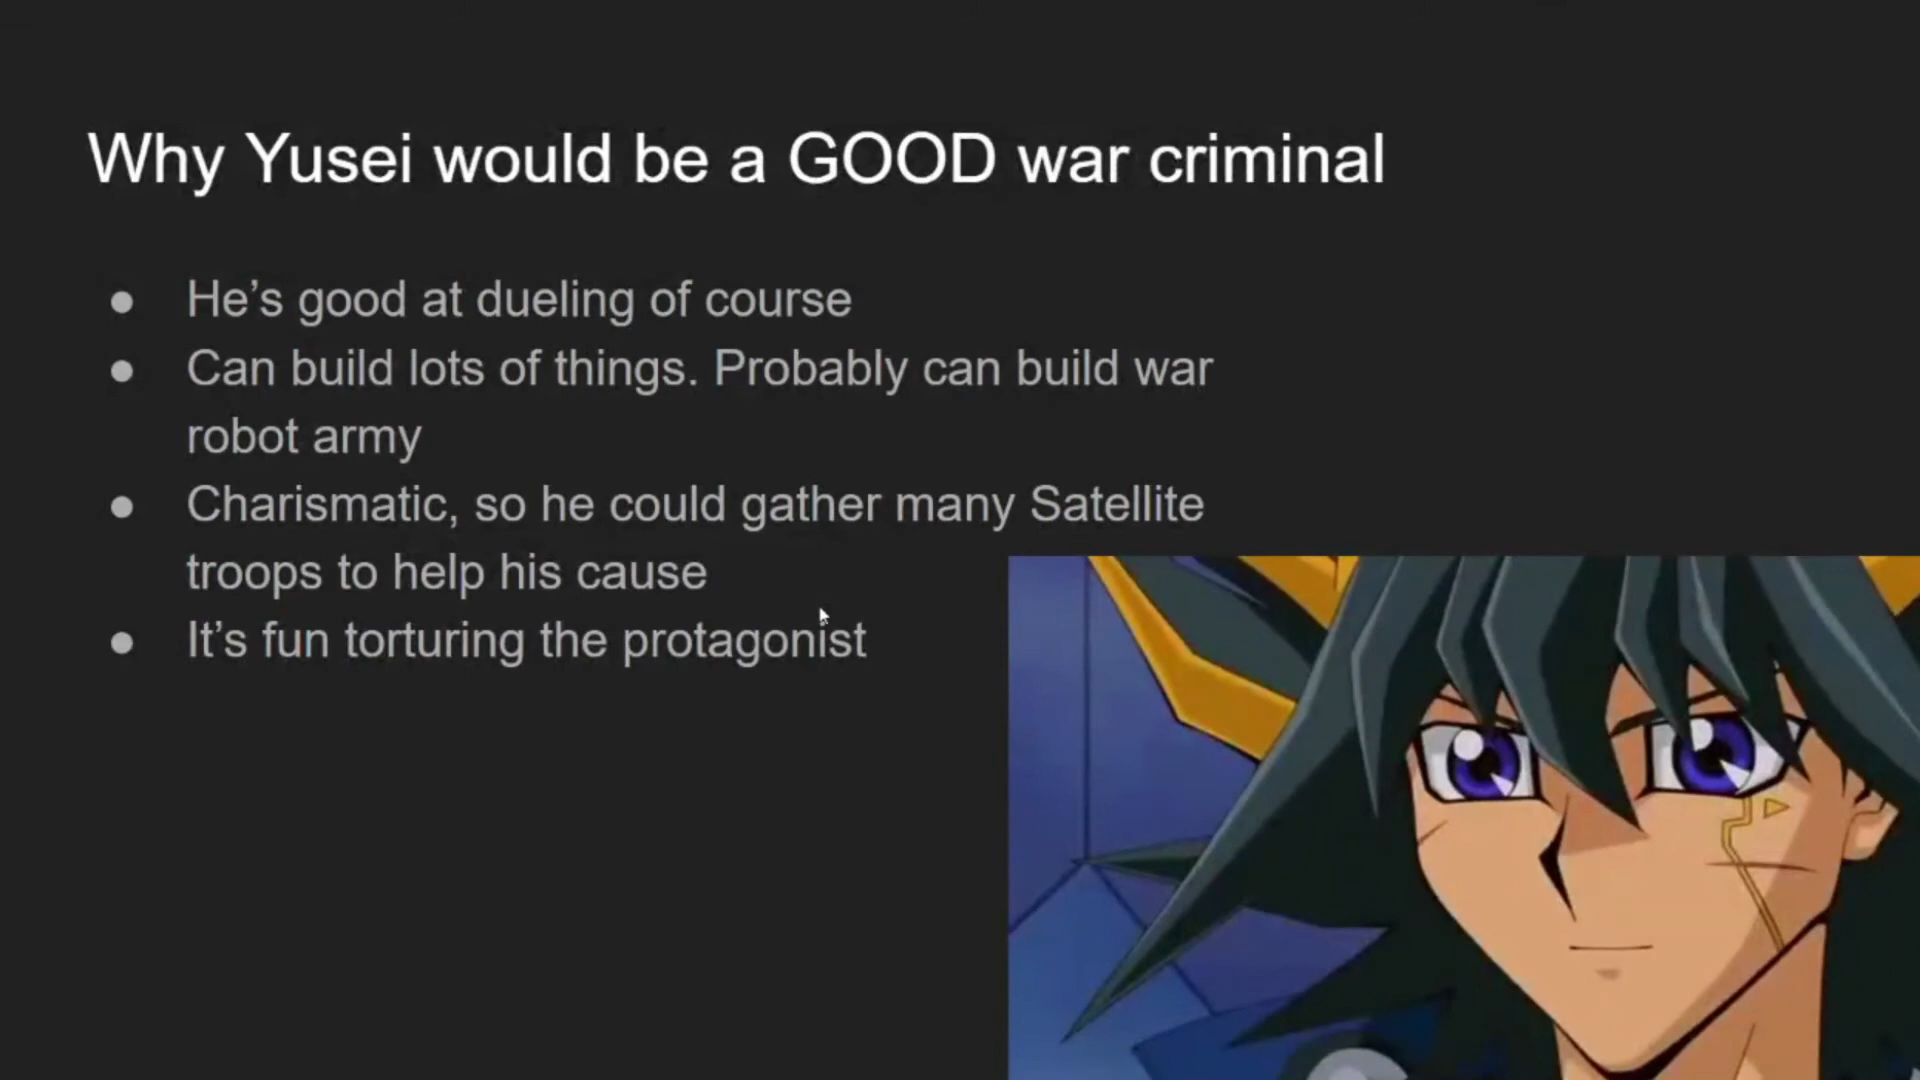 Why Yusei would be a GOOD war criminal
● He’s good at dueling of course
● Can build lots of things. Probably can build war
robot army
● Charismatic, so he could gather many Satellite
troops to help his cause
● It’s fun torturing the protagonist